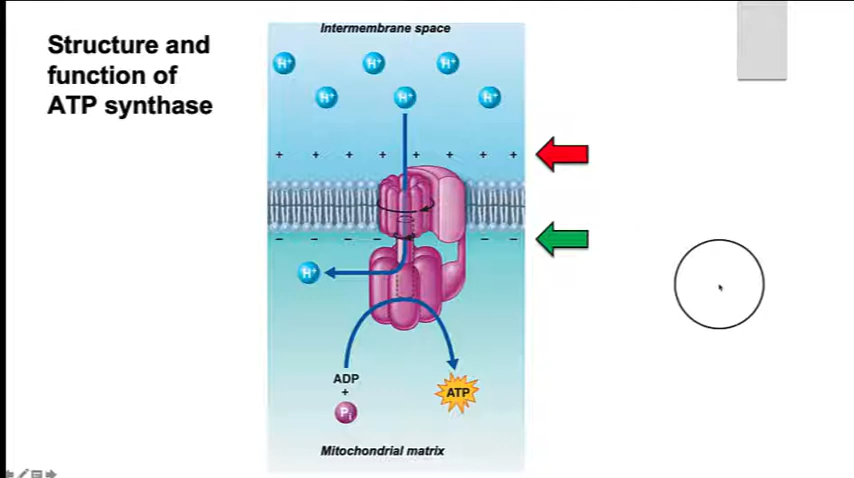 Intermembrane space
Structure and
function of
ATP synthase
H+ H+ H+
H+ H+ H+
+ + + + + + + +
- - - - - -
H+
ADP
+
Pi
ATP
Mitochondrial matrix